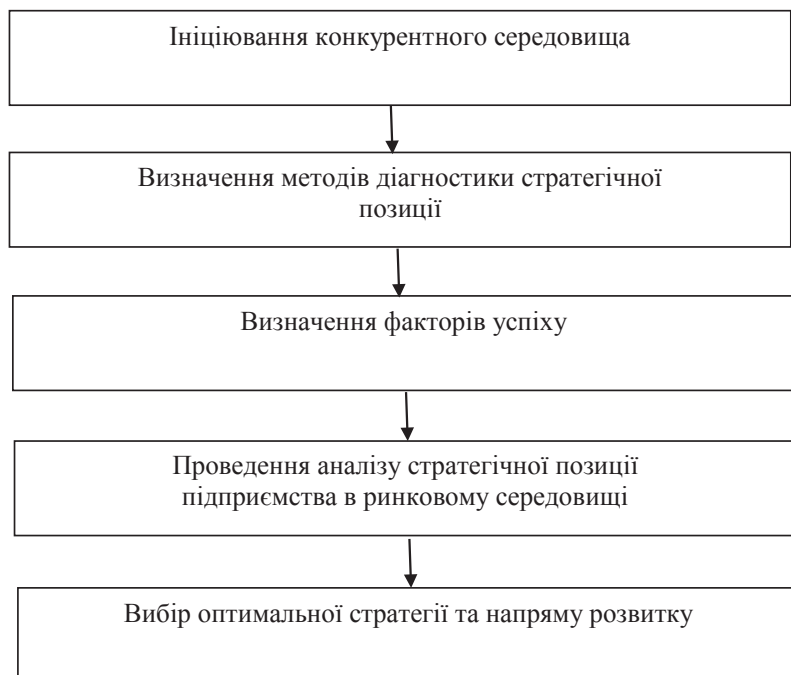 Ініціювання конкурентного середовища
Визначення методів діагностики стратегічної
позиції
Визначення факторів успіху
Проведення аналізу стратегічної позиції
підприємства в ринковому середовищі
Вибір оптимальної стратегії та напряму розвитку